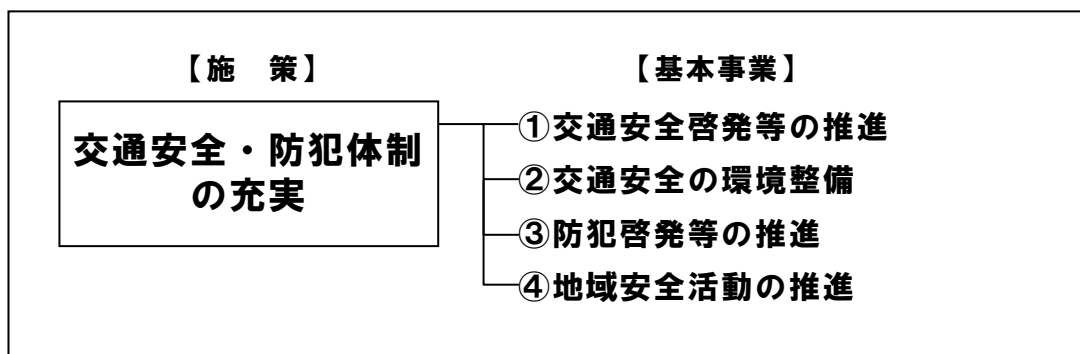 【施　策】
【基本事業】
交通安全・防犯体制
の充実
①交通安全啓発等の推進
②交通安全の環境整備
③防犯啓発等の推進
④地域安全活動の推進